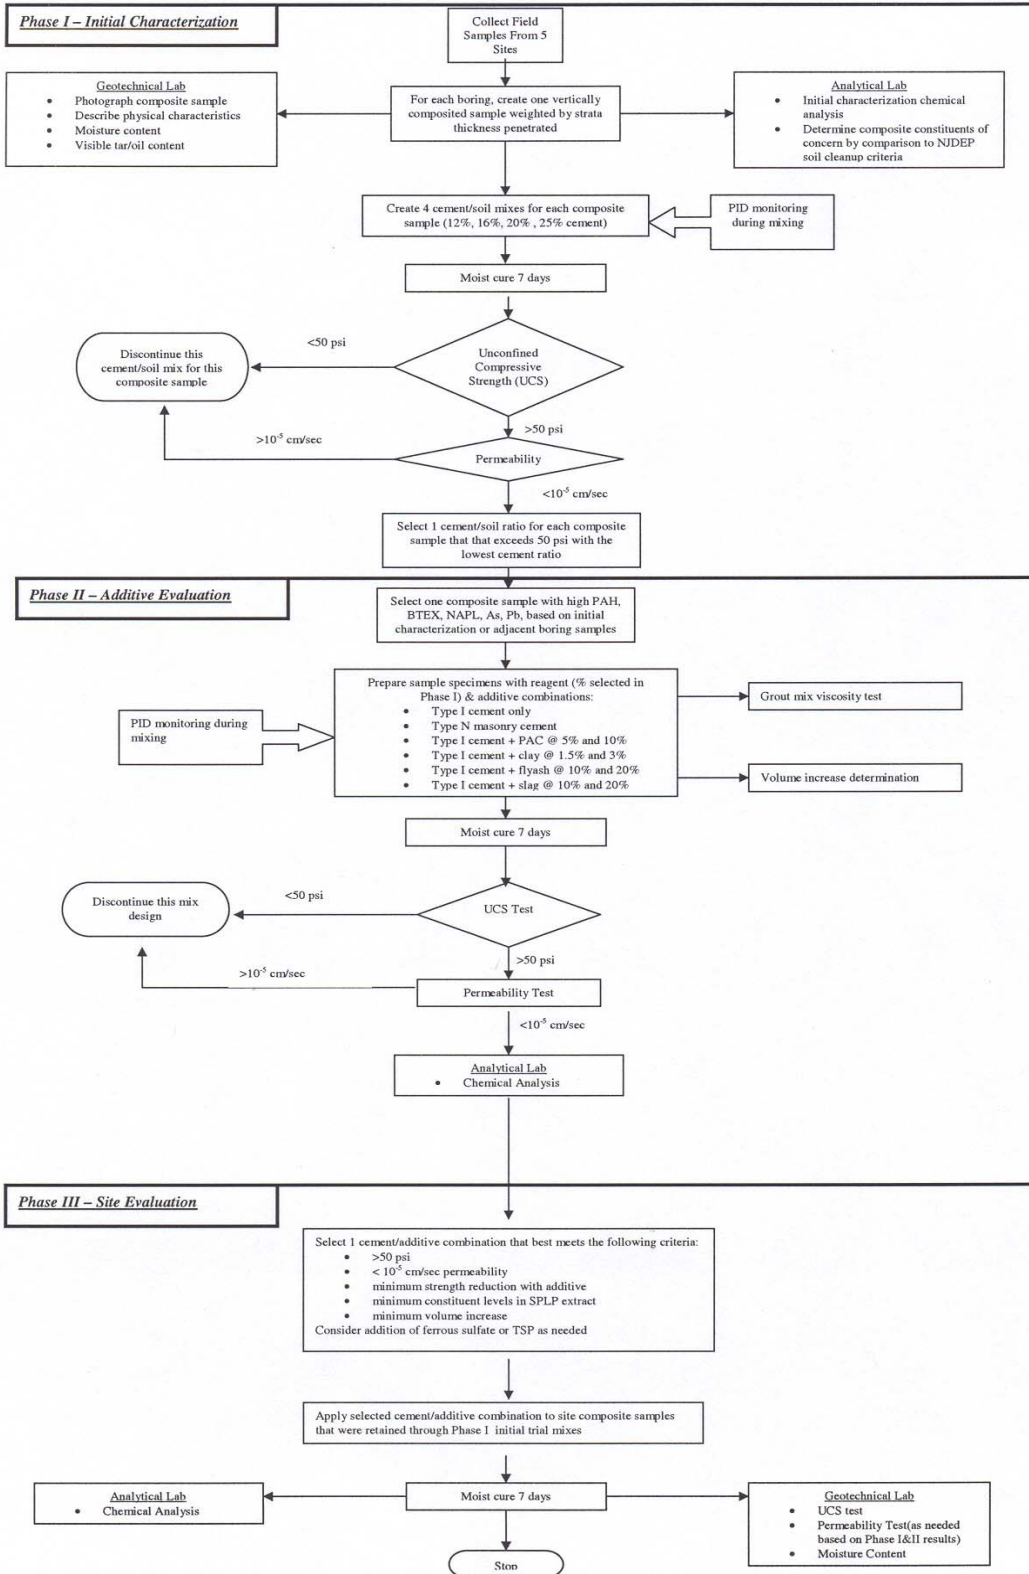 Phase I – Initial Characterization
Collect Field
Samples From 5
Sites
Geotechnical Lab
• Photograph composite sample
• Describe physical characteristics
• Moisture content
• Visible tar/oil content
For each boring, create one vertically
composited sample weighted by strata
thickness penetrated
Analytical Lab
• Initial characterization chemical
analysis
• Determine composite constituents of
concern by comparison to NJDEP
soil cleanup criteria
Create 4 cement/soil mixes for each composite
sample (12%, 16%, 20% , 25% cement)
PID monitoring
during mixing
Moist cure 7 days
<50 psi
Discontinue this
cement/soil mix for this
composite sample
Unconfined
Compressive
Strength (UCS)
>50 psi
>10⁻⁵ cm/sec
Permeability
<10⁻⁵ cm/sec
Select 1 cement/soil ratio for each composite
sample that that exceeds 50 psi with the
lowest cement ratio
Phase II – Additive Evaluation
Select one composite sample with high PAH,
BTEX, NAPL, As, Pb, based on initial
characterization or adjacent boring samples
Prepare sample specimens with reagent (% selected in
Phase I) & additive combinations:
• Type I cement only
• Type N masonry cement
• Type I cement + PAC @ 5% and 10%
• Type I cement + clay @ 1.5% and 3%
• Type I cement + flyash @ 10% and 20%
• Type I cement + slag @ 10% and 20%
Grout mix viscosity test
PID monitoring during
mixing
Volume increase determination
Moist cure 7 days
<50 psi
Discontinue this mix
design
UCS Test
>50 psi
>10⁻⁵ cm/sec
Permeability Test
<10⁻⁵ cm/sec
Analytical Lab
• Chemical Analysis
Phase III – Site Evaluation
Select 1 cement/additive combination that best meets the following criteria:
• >50 psi
• < 10⁻⁵ cm/sec permeability
• minimum strength reduction with additive
• minimum constituent levels in SPLP extract
• minimum volume increase
Consider addition of ferrous sulfate or TSP as needed
Apply selected cement/additive combination to site composite samples
that were retained through Phase I initial trial mixes
Analytical Lab
• Chemical Analysis
Moist cure 7 days
Geotechnical Lab
• UCS test
• Permeability Test(as needed
based on Phase I&II results)
• Moisture Content
Stop